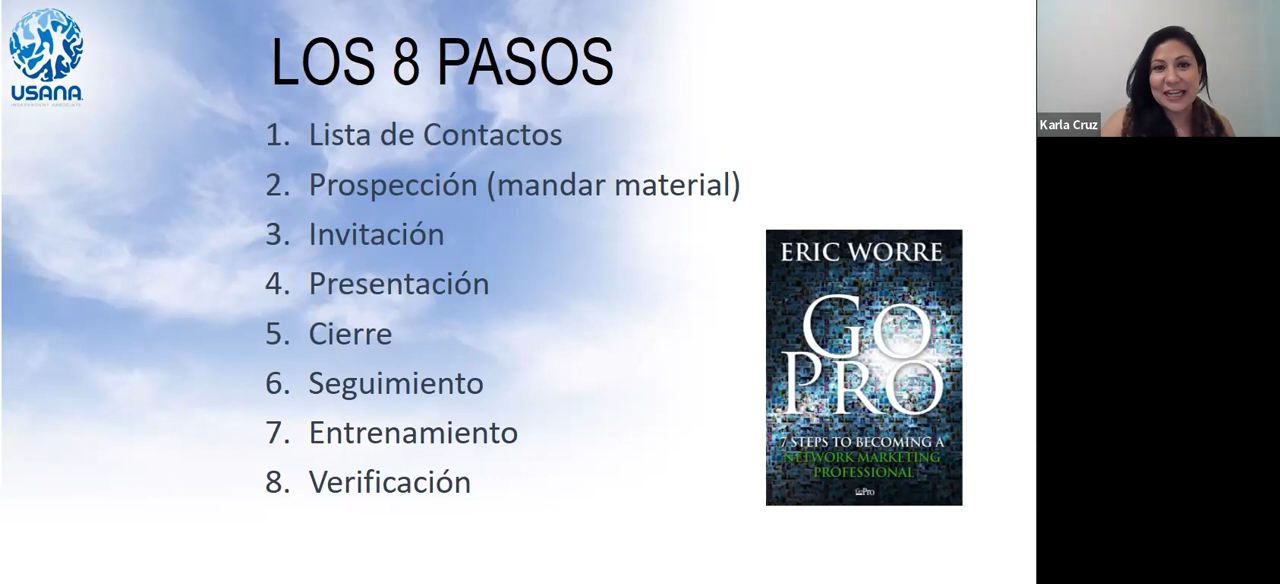 USANA
INDEPENDENT ASSOCIATE
LOS 8 PASOS
1. Lista de Contactos
2. Prospección (mandar material)
3. Invitación
4. Presentación
5. Cierre
6. Seguimiento
7. Entrenamiento
8. Verificación
ERIC WORRE
GO
PRO
7 STEPS TO BECOMING A
NETWORK MARKETING
PROFESSIONAL
GoPro
Karla Cruz